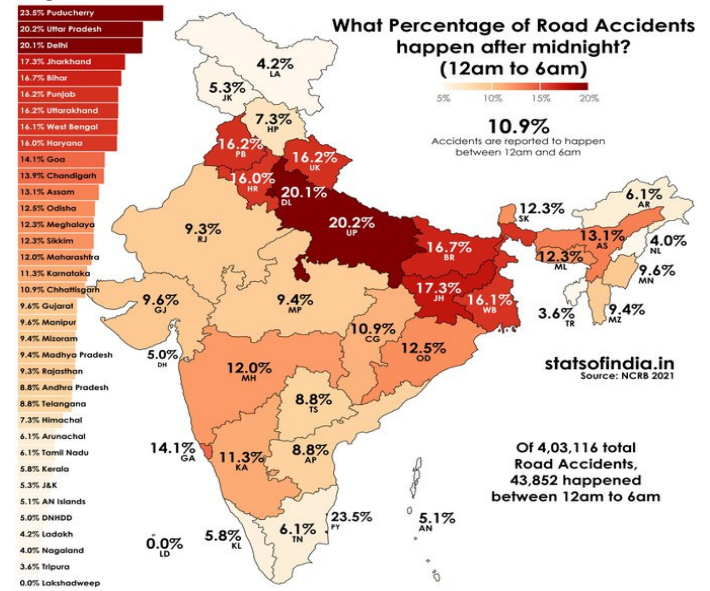 23.5% Puducherry
20.2% Uttar Pradesh
20.1% Delhi
17.3% Jharkhand
16.7% Bihar
16.2% Punjab
16.2% Uttarakhand
16.1% West Bengal
16.0% Haryana
14.1% Goa
13.9% Chandigarh
13.1% Assam
12.5% Odisha
12.3% Meghalaya
12.3% Sikkim
12.0% Maharashtra
11.3% Karnataka
10.9% Chhattisgarh
9.6% Gujarat
9.6% Manipur
9.4% Mizoram
9.4% Madhya Pradesh
9.3% Rajasthan
8.8% Andhra Pradesh
8.8% Telangana
7.3% Himachal
6.1% Arunachal
6.1% Tamil Nadu
5.8% Kerala
5.3% J&K
5.1% AN Islands
5.0% DNHDD
4.2% Ladakh
4.0% Nagaland
3.6% Tripura
0.0% Lakshadweep
What Percentage of Road Accidents
happen after midnight?
(12am to 6am)
5% 10% 15% 20%
10.9%
Accidents are reported to happen
between 12am and 6am
4.2%
LA
5.3%
JK
7.3%
HP
16.2%
PB
16.2%
UK
16.0%
HR
20.1%
DL
9.3%
RJ
20.2%
UP
16.7%
BR
12.3%
SK
6.1%
AR
13.1%
AS
4.0%
NL
12.3%
ML
9.6%
MN
3.6%
TR
9.4%
MZ
9.6%
GJ
9.4%
MP
17.3%
JH
16.1%
WB
10.9%
CG
12.5%
OD
5.0%
DH
12.0%
MH
8.8%
TS
14.1%
GA
11.3%
KA
8.8%
AP
0.0%
LD
5.8%
KL
6.1%
TN
23.5%
PY
5.1%
AN
statsofindia.in
Source: NCRB 2021
Of 4,03,116 total
Road Accidents,
43,852 happened
between 12am to 6am